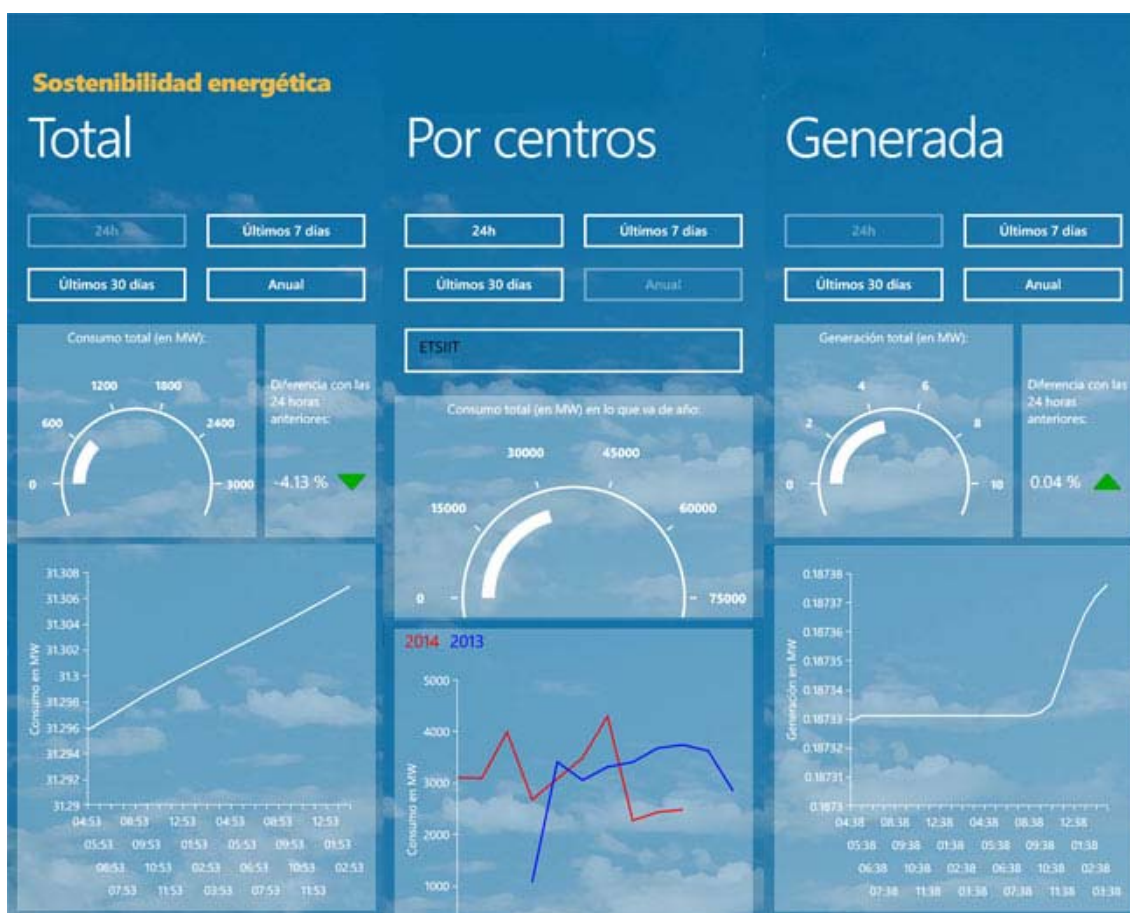 Sostenibilidad energética
Total
24h
Últimos 7 días
Últimos 30 días
Anual
Consumo total (en MW):
0
600
1200
1800
2400
3000
Diferencia con las
24 horas
anteriores:
-4.13 %
Consumo en MW
31.308
31.306
31.304
31.302
31.3
31.298
31.296
31.294
31.292
31.29
04:53 08:53 12:53 04:53 08:53 12:53
05:53 09:53 01:53 05:53 09:53 01:53
06:53 10:53 02:53 06:53 10:53 02:53
07:53 11:53 03:53 07:53 11:53
Por centros
24h
Últimos 7 días
Últimos 30 días
Anual
ETSIIT
Consumo total (en MW) en lo que va de año:
0
15000
30000
45000
60000
75000
2014 2013
Consumo en MW
5000
4000
3000
2000
1000
Generada
24h
Últimos 7 días
Últimos 30 días
Anual
Generación total (en MW):
0
2
4
6
8
10
Diferencia con las
24 horas
anteriores:
0.04 %
Generación en MW
0.18738
0.18737
0.18736
0.18735
0.18734
0.18733
0.18732
0.18731
0.1873
04:38 08:38 12:38 04:38 08:38 12:38
05:38 09:38 01:38 05:38 09:38 01:38
06:38 10:38 02:38 06:38 10:38 02:38
07:38 11:38 03:38 07:38 11:38 03:38